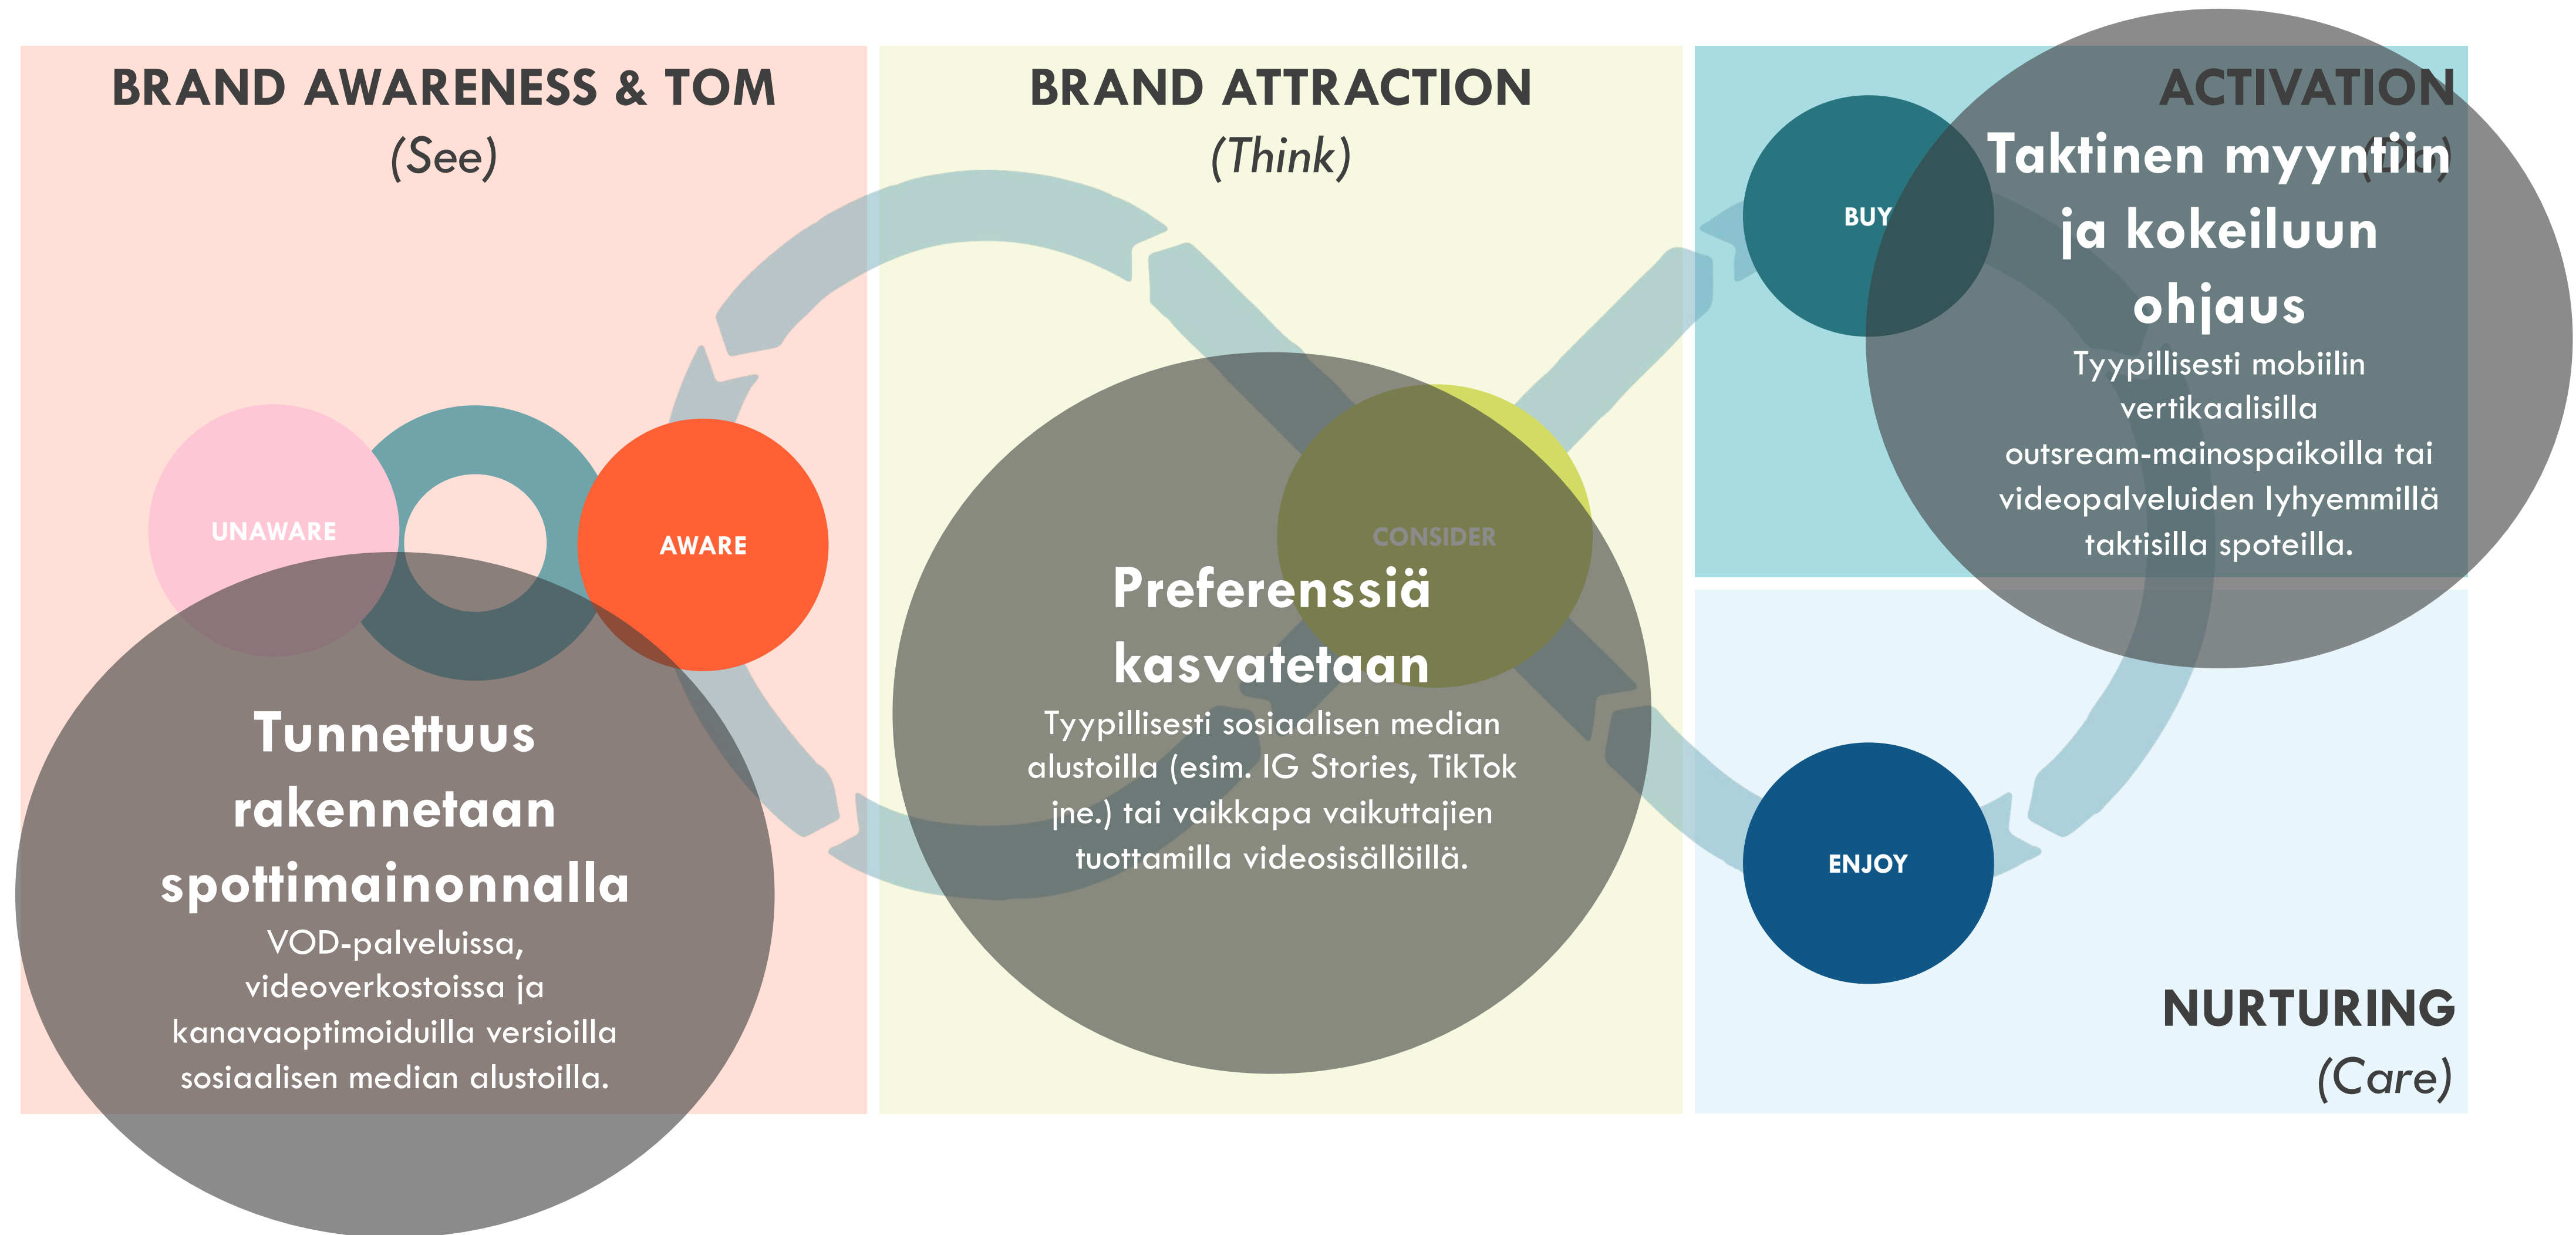 BRAND AWARENESS & TOM
(See)
UNAWARE
AWARE
Tunnettuus
rakennetaan
spottimainonnalla
VOD-palveluissa,
videoverkostoissa ja
kanavaoptimoiduilla versioilla
sosiaalisen median alustoilla.
BRAND ATTRACTION
(Think)
CONSIDER
Preferenssiä
kasvatetaan
Tyypillisesti sosiaalisen median
alustoilla (esim. IG Stories, TikTok
jne.) tai vaikkapa vaikuttajien
tuottamilla videosisällöillä.
ACTIVATION
(Do)
BUY
Taktinen myyntiin
ja kokeiluun
ohjaus
Tyypillisesti mobiilin
vertikaalisilla
outsream-mainospaikoilla tai
videopalveluiden lyhyemmillä
taktisilla spoteilla.
ENJOY
NURTURING
(Care)